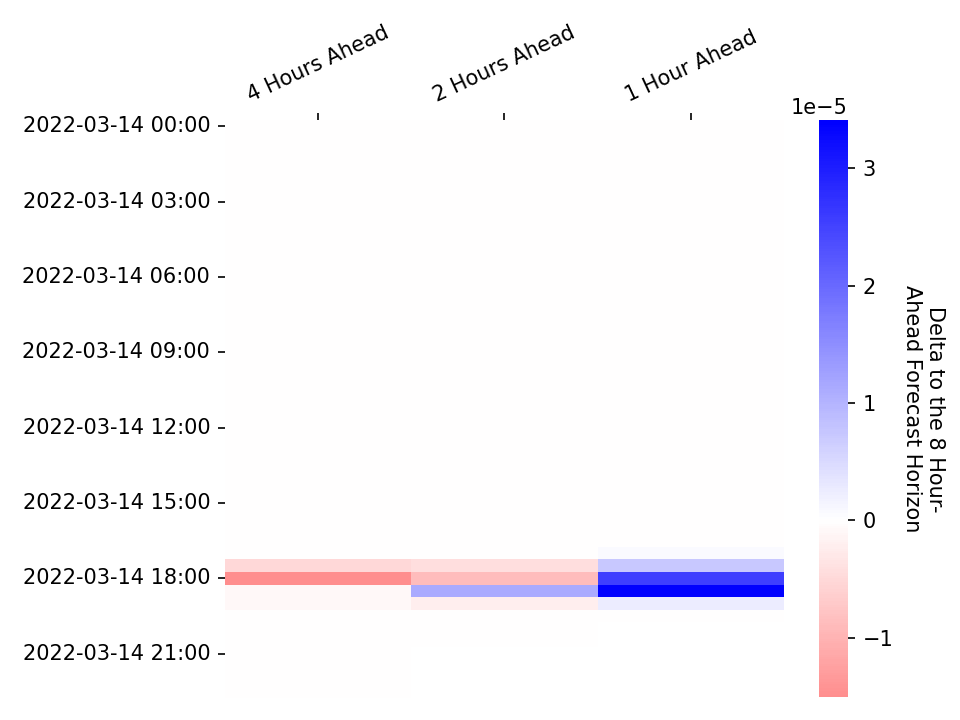 4 Hours Ahead
2 Hours Ahead
1 Hour Ahead
1e−5
2022-03-14 00:00
2022-03-14 03:00
2022-03-14 06:00
2022-03-14 09:00
2022-03-14 12:00
2022-03-14 15:00
2022-03-14 18:00
2022-03-14 21:00
3
2
1
0
−1
Delta to the 8 Hour-
Ahead Forecast Horizon